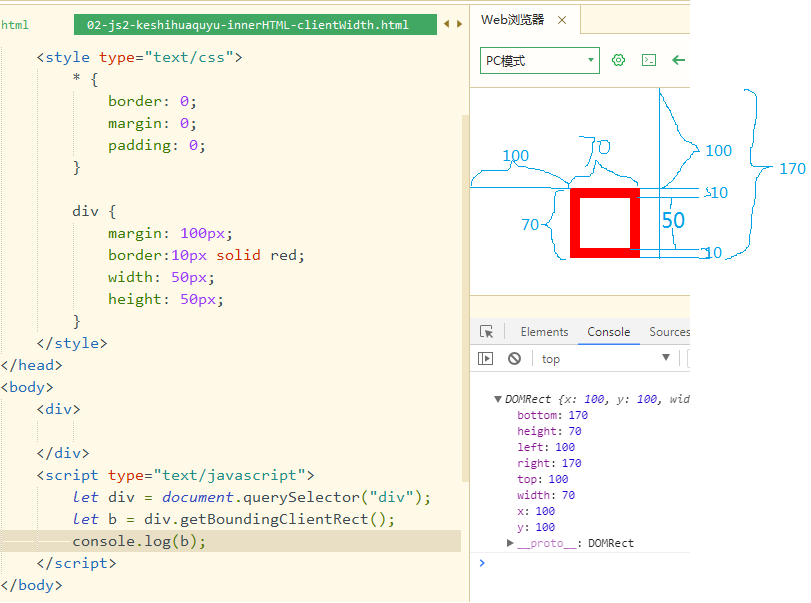 html
02-js2-keshihuaquyu-innerHTML-clientWidth.html
<style type="text/css">
* {
border: 0;
margin: 0;
padding: 0;
}
div {
margin: 100px;
border:10px solid red;
width: 50px;
height: 50px;
}
</style>
</head>
<body>
<div>
</div>
<script type="text/javascript">
let div = document.querySelector("div");
let b = div.getBoundingClientRect();
console.log(b);
</script>
</body>
Web浏览器
PC模式
100
70
100
170
10
70
50
10
Elements Console Sources
top
DOMRect {x: 100, y: 100, wid
bottom: 170
height: 70
left: 100
right: 170
top: 100
width: 70
x: 100
y: 100
__proto__: DOMRect